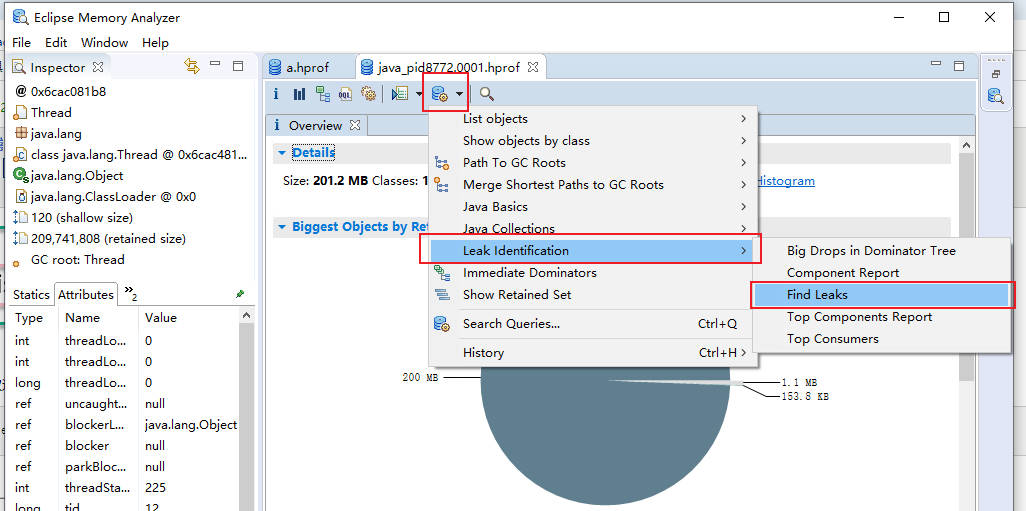 Eclipse Memory Analyzer
File Edit Window Help
Inspector
@ 0x6cac081b8
Thread
java.lang
class java.lang.Thread @ 0x6cac481...
java.lang.Object
java.lang.ClassLoader @ 0x0
120 (shallow size)
209,741,808 (retained size)
GC root: Thread
Statics Attributes »2
Type Name Value
int threadLo... 0
int threadLo... 0
long threadLo... 0
ref uncaught... null
ref blockerL... java.lang.Object
ref blocker null
ref parkBloc... null
int threadSta... 225
long tid 12
a.hprof java_pid8772.0001.hprof
i OQL
i Overview
Details
Size: 201.2 MB Classes: 1
Histogram
Biggest Objects by Ret
List objects
Show objects by class
Path To GC Roots
Merge Shortest Paths to GC Roots
Java Basics
Java Collections
Leak Identification
Immediate Dominators
Show Retained Set
Search Queries... Ctrl+Q
History Ctrl+H
Big Drops in Dominator Tree
Component Report
Find Leaks
Top Components Report
Top Consumers
200 MB
1.1 MB
153.8 KB